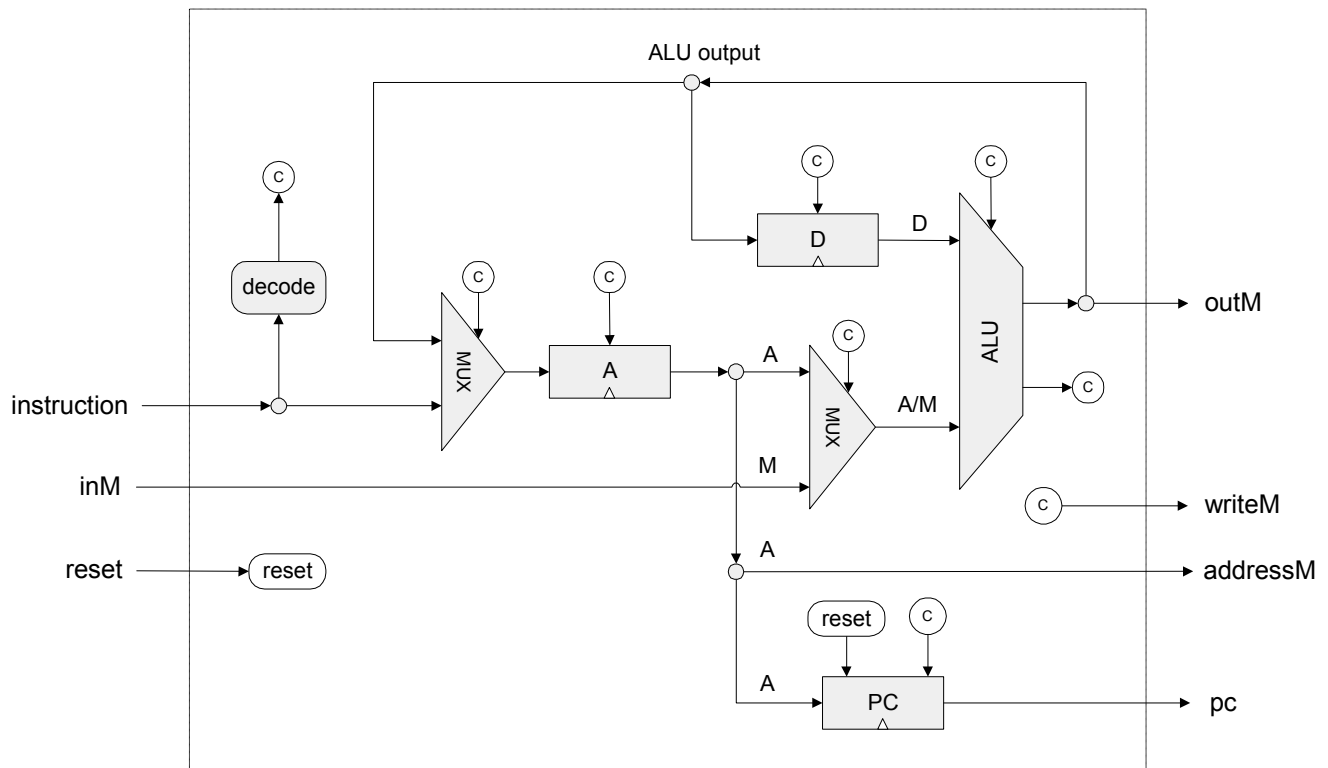 ALU output
C
C
C
D
D
decode
C
C
C
MUX
A
A
MUX
A/M
ALU
outM
C
instruction
M
inM
C
writeM
reset
reset
A
addressM
reset
C
A
PC
pc